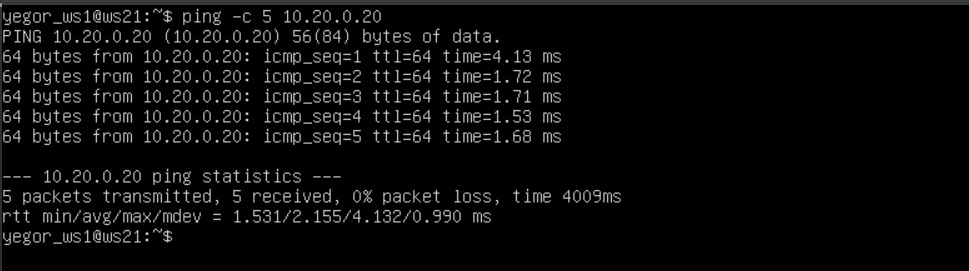 yegor_ws1@ws21:~$ ping -c 5 10.20.0.20
PING 10.20.0.20 (10.20.0.20) 56(84) bytes of data.
64 bytes from 10.20.0.20: icmp_seq=1 ttl=64 time=4.13 ms
64 bytes from 10.20.0.20: icmp_seq=2 ttl=64 time=1.72 ms
64 bytes from 10.20.0.20: icmp_seq=3 ttl=64 time=1.71 ms
64 bytes from 10.20.0.20: icmp_seq=4 ttl=64 time=1.53 ms
64 bytes from 10.20.0.20: icmp_seq=5 ttl=64 time=1.68 ms
--- 10.20.0.20 ping statistics ---
5 packets transmitted, 5 received, 0% packet loss, time 4009ms
rtt min/avg/max/mdev = 1.531/2.155/4.132/0.990 ms
yegor_ws1@ws21:~$